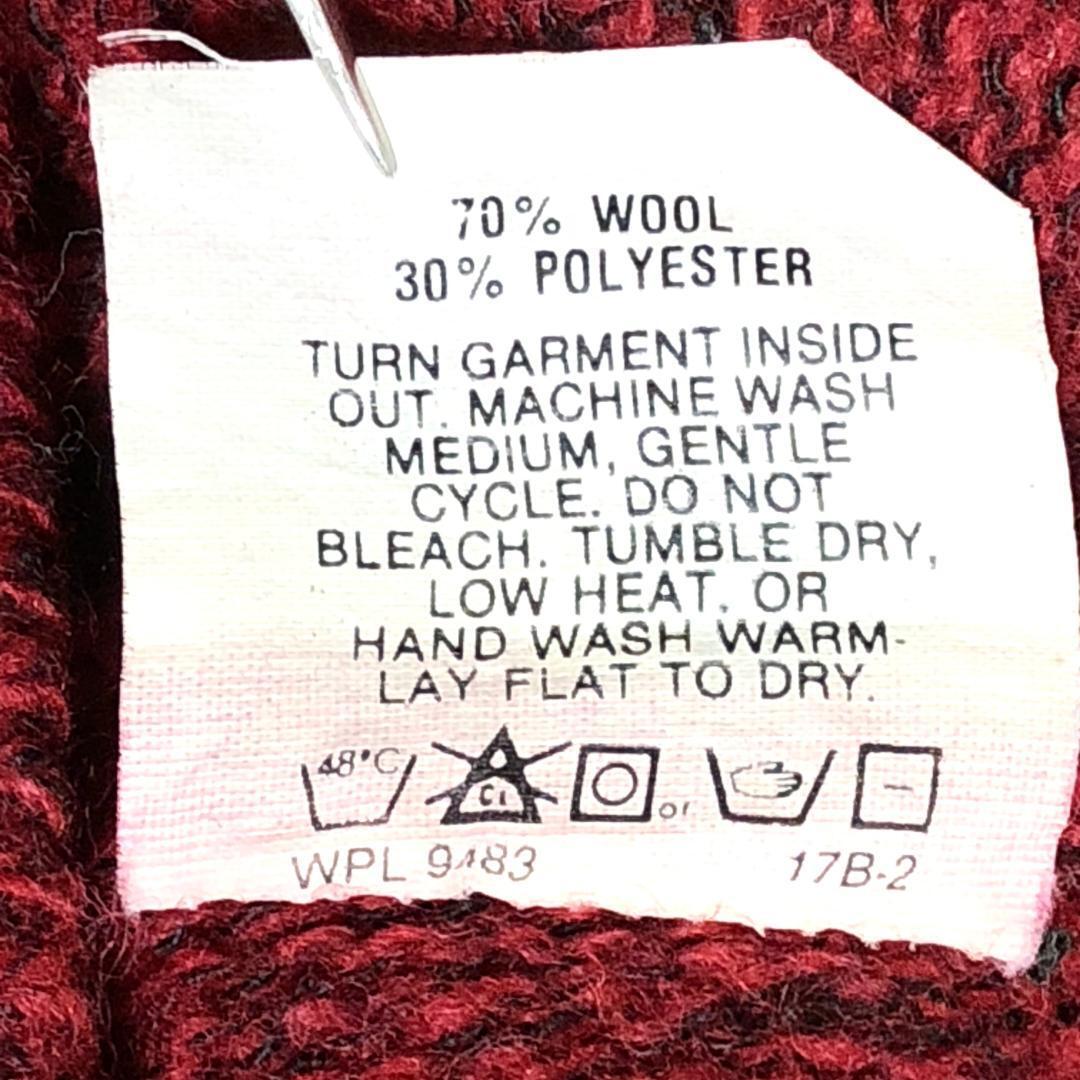 70% WOOL
30% POLYESTER
TURN GARMENT INSIDE
OUT. MACHINE WASH
MEDIUM, GENTLE
CYCLE. DO NOT
BLEACH. TUMBLE DRY,
LOW HEAT. OR
HAND WASH WARM-
LAY FLAT TO DRY.
48°C CL or
WPL 9483 17B-2